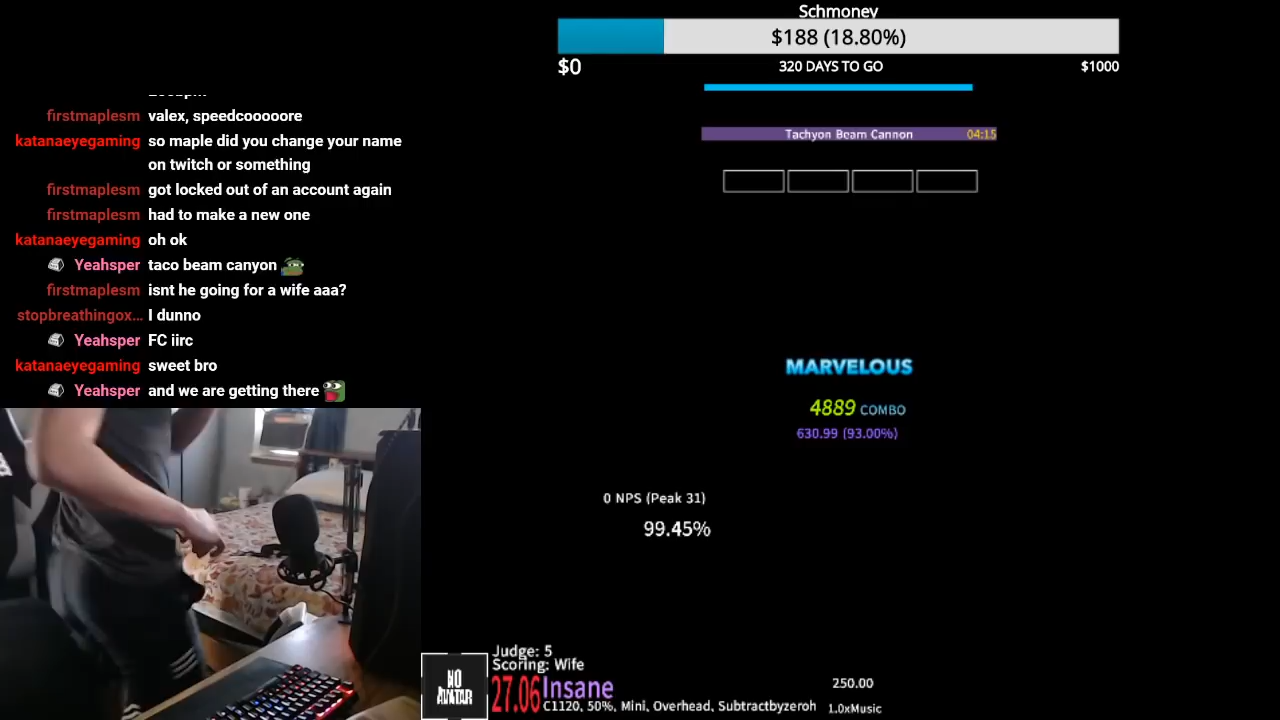 Schmoney
$188 (18.80%)
$0
320 DAYS TO GO
$1000
Tachyon Beam Cannon
04:15
firstmaplesm valex, speedcooooore
katanaeyegaming so maple did you change your name
on twitch or something
firstmaplesm got locked out of an account again
firstmaplesm had to make a new one
katanaeyegaming oh ok
Yeahsper taco beam canyon
firstmaplesm isnt he going for a wife aaa?
stopbreathingox… I dunno
Yeahsper FC iirc
katanaeyegaming sweet bro
Yeahsper and we are getting there
MARVELOUS
4889 COMBO
630.99 (93.00%)
0 NPS (Peak 31)
99.45%
Judge: 5
Scoring: Wife
NO
AVATAR
27.06 Insane
C1120, 50%, Mini, Overhead, Subtractbyzeroh
250.00
1.0xMusic